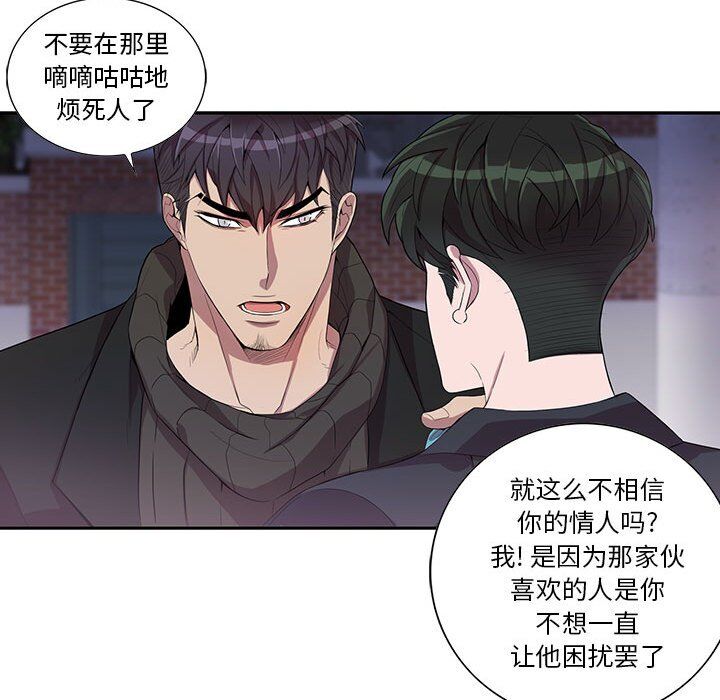 不要在那里
嘀嘀咕咕地
烦死人了
就这么不相信
你的情人吗?
我! 是因为那家伙
喜欢的人是你
不想一直
让他困扰罢了